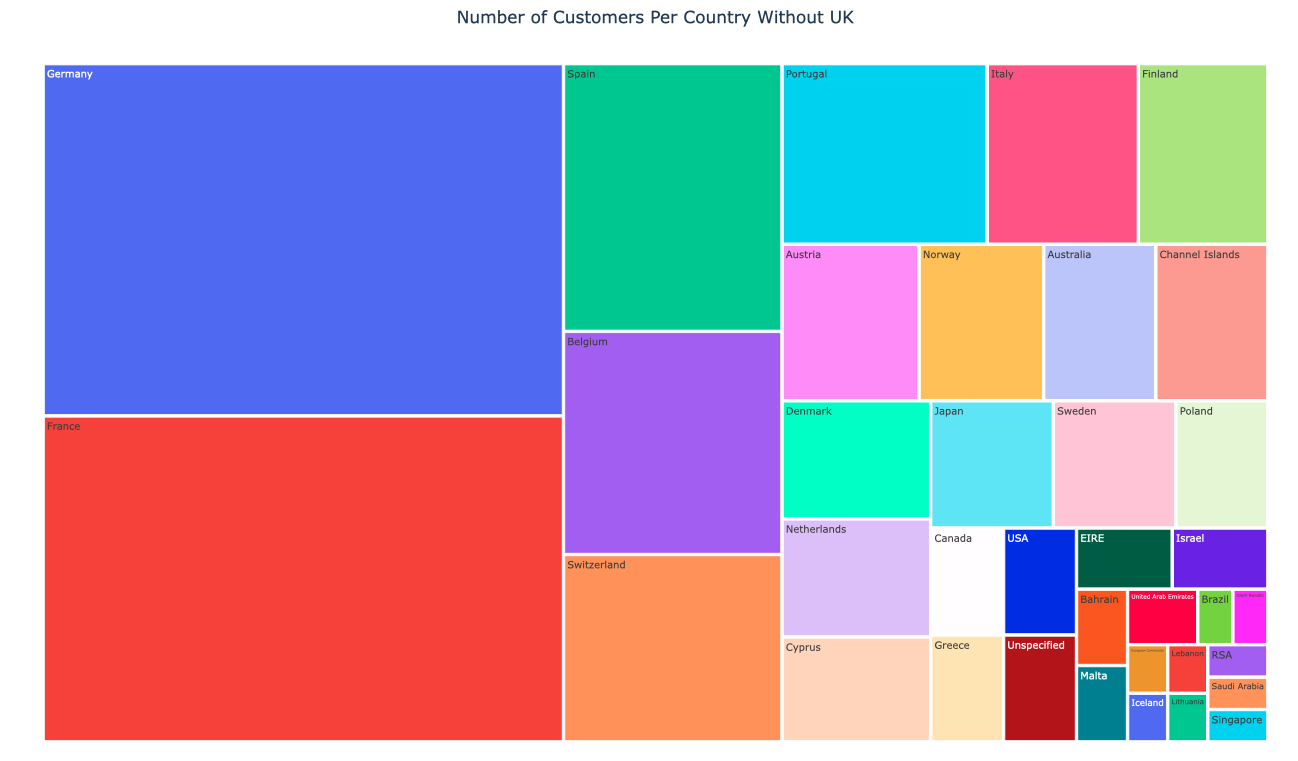 Number of Customers Per Country Without UK
Germany
France
Spain
Belgium
Switzerland
Portugal
Italy
Finland
Austria
Norway
Australia
Channel Islands
Denmark
Netherlands
Cyprus
Japan
Sweden
Poland
Canada
USA
Greece
Unspecified
EIRE
Israel
Bahrain
Malta
United Arab Emirates
Brazil
Lebanon
RSA
Saudi Arabia
Iceland
Lithuania
Singapore